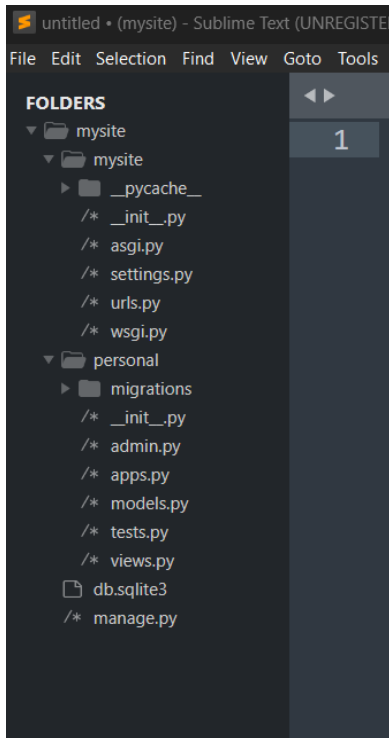 untitled • (mysite) - Sublime Text (UNREGISTE
File Edit Selection Find View Goto Tools
FOLDERS
mysite
mysite
__pycache__
/* __init__.py
/* asgi.py
/* settings.py
/* urls.py
/* wsgi.py
personal
migrations
/* __init__.py
/* admin.py
/* apps.py
/* models.py
/* tests.py
/* views.py
db.sqlite3
/* manage.py
1